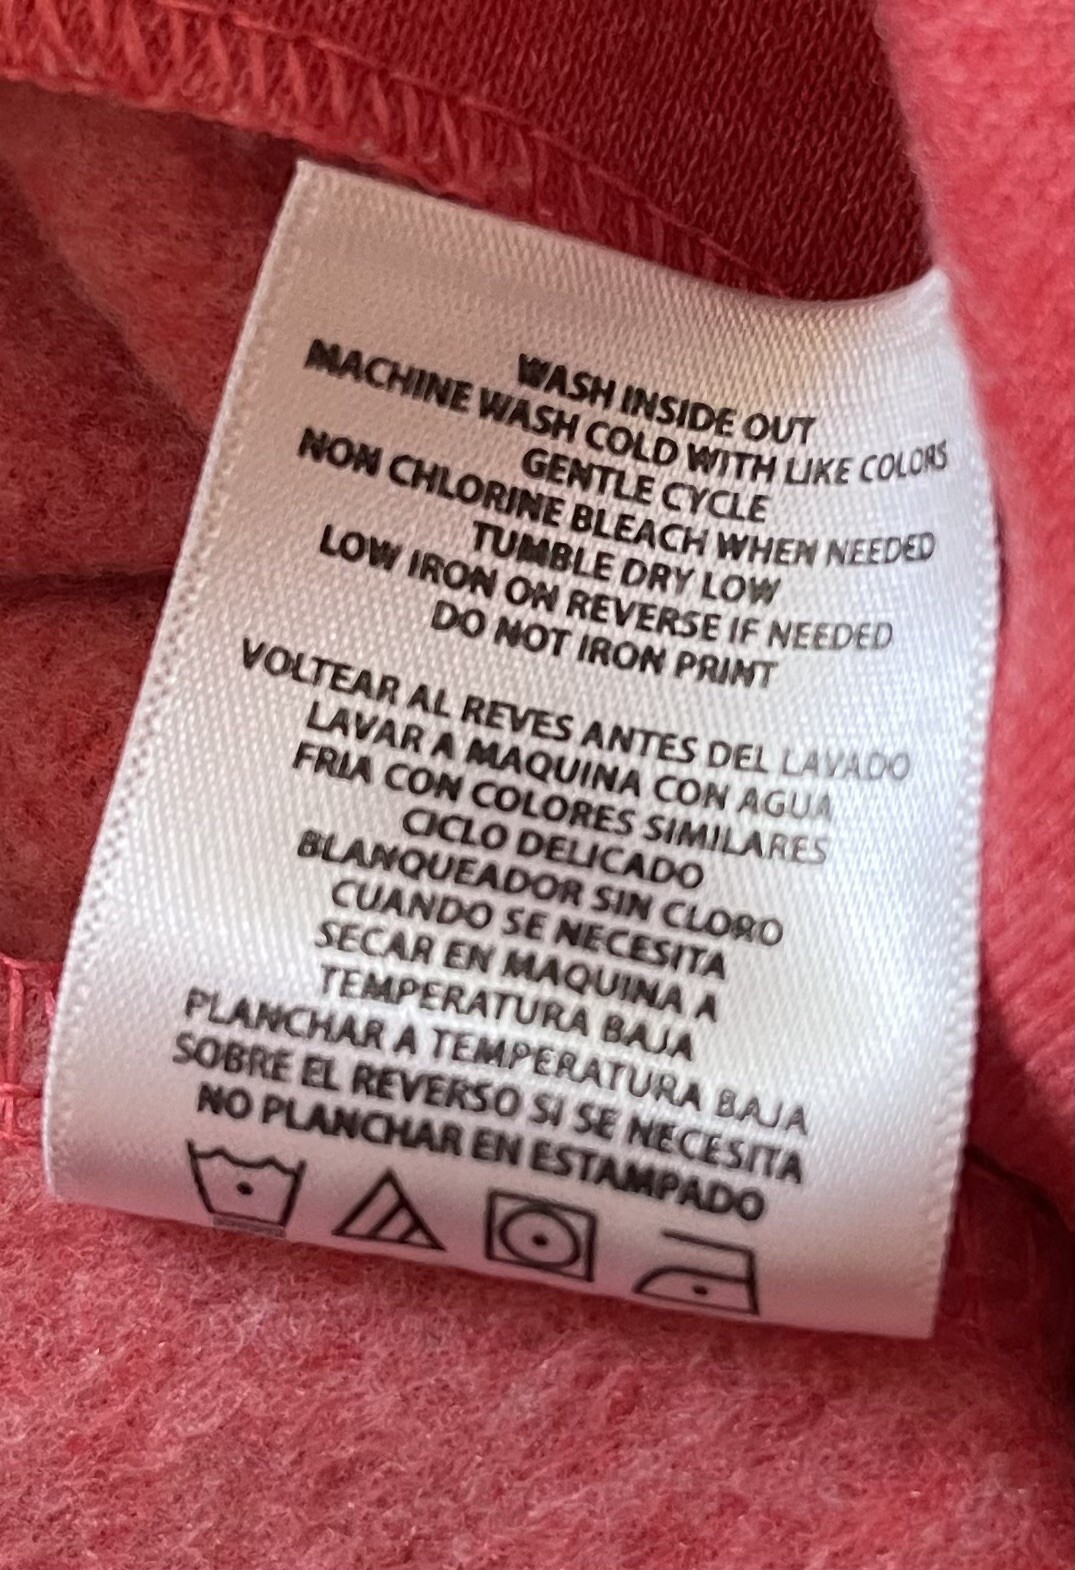 WASH INSIDE OUT
MACHINE WASH COLD WITH LIKE COLORS
GENTLE CYCLE
NON CHLORINE BLEACH WHEN NEEDED
TUMBLE DRY LOW
LOW IRON ON REVERSE IF NEEDED
DO NOT IRON PRINT
VOLTEAR AL REVES ANTES DEL LAVADO
LAVAR A MAQUINA CON AGUA
FRIA CON COLORES SIMILARES
CICLO DELICADO
BLANQUEADOR SIN CLORO
CUANDO SE NECESITA
SECAR EN MAQUINA A
TEMPERATURA BAJA
PLANCHAR A TEMPERATURA BAJA
SOBRE EL REVERSO SI SE NECESITA
NO PLANCHAR EN ESTAMPADO